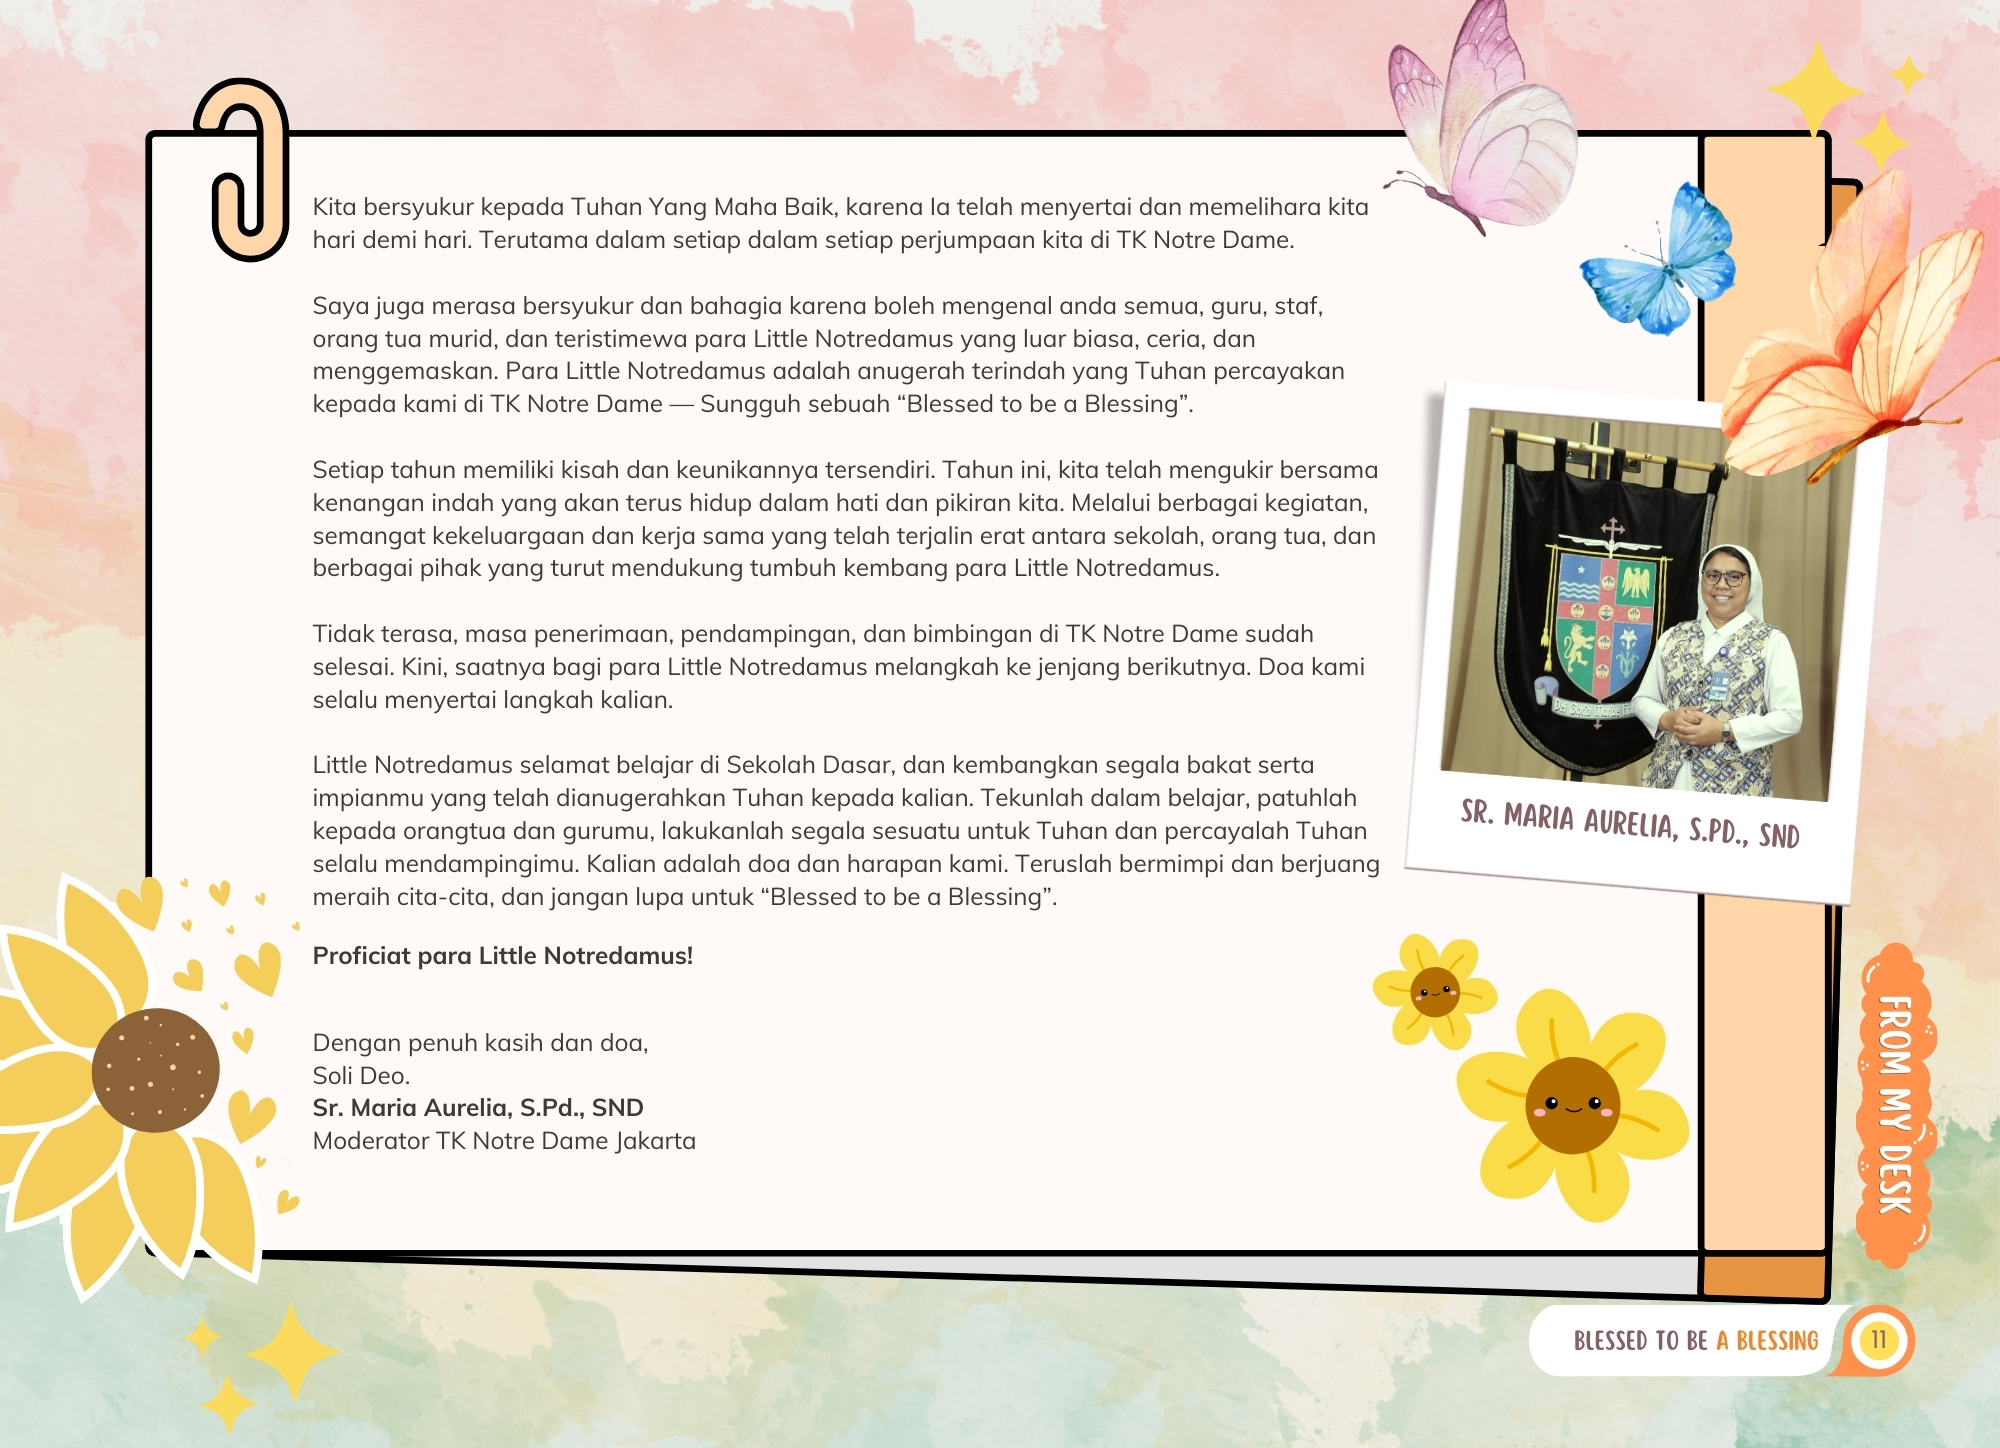 Kita bersyukur kepada Tuhan Yang Maha Baik, karena Ia telah menyertai dan memelihara kita
hari demi hari. Terutama dalam setiap dalam setiap perjumpaan kita di TK Notre Dame.
Saya juga merasa bersyukur dan bahagia karena boleh mengenal anda semua, guru, staf,
orang tua murid, dan teristimewa para Little Notredamus yang luar biasa, ceria, dan
menggemaskan. Para Little Notredamus adalah anugerah terindah yang Tuhan percayakan
kepada kami di TK Notre Dame — Sungguh sebuah “Blessed to be a Blessing”.
Setiap tahun memiliki kisah dan keunikannya tersendiri. Tahun ini, kita telah mengukir bersama
kenangan indah yang akan terus hidup dalam hati dan pikiran kita. Melalui berbagai kegiatan,
semangat kekeluargaan dan kerja sama yang telah terjalin erat antara sekolah, orang tua, dan
berbagai pihak yang turut mendukung tumbuh kembang para Little Notredamus.
Tidak terasa, masa penerimaan, pendampingan, dan bimbingan di TK Notre Dame sudah
selesai. Kini, saatnya bagi para Little Notredamus melangkah ke jenjang berikutnya. Doa kami
selalu menyertai langkah kalian.
Little Notredamus selamat belajar di Sekolah Dasar, dan kembangkan segala bakat serta
impianmu yang telah dianugerahkan Tuhan kepada kalian. Tekunlah dalam belajar, patuhlah
kepada orangtua dan gurumu, lakukanlah segala sesuatu untuk Tuhan dan percayalah Tuhan
selalu mendampingimu. Kalian adalah doa dan harapan kami. Teruslah bermimpi dan berjuang
meraih cita-cita, dan jangan lupa untuk “Blessed to be a Blessing”.
Proficiat para Little Notredamus!
Dengan penuh kasih dan doa,
Soli Deo.
Sr. Maria Aurelia, S.Pd., SND
Moderator TK Notre Dame Jakarta
SR. MARIA AURELIA, S.PD., SND
FROM MY DESK
BLESSED TO BE A BLESSING
11